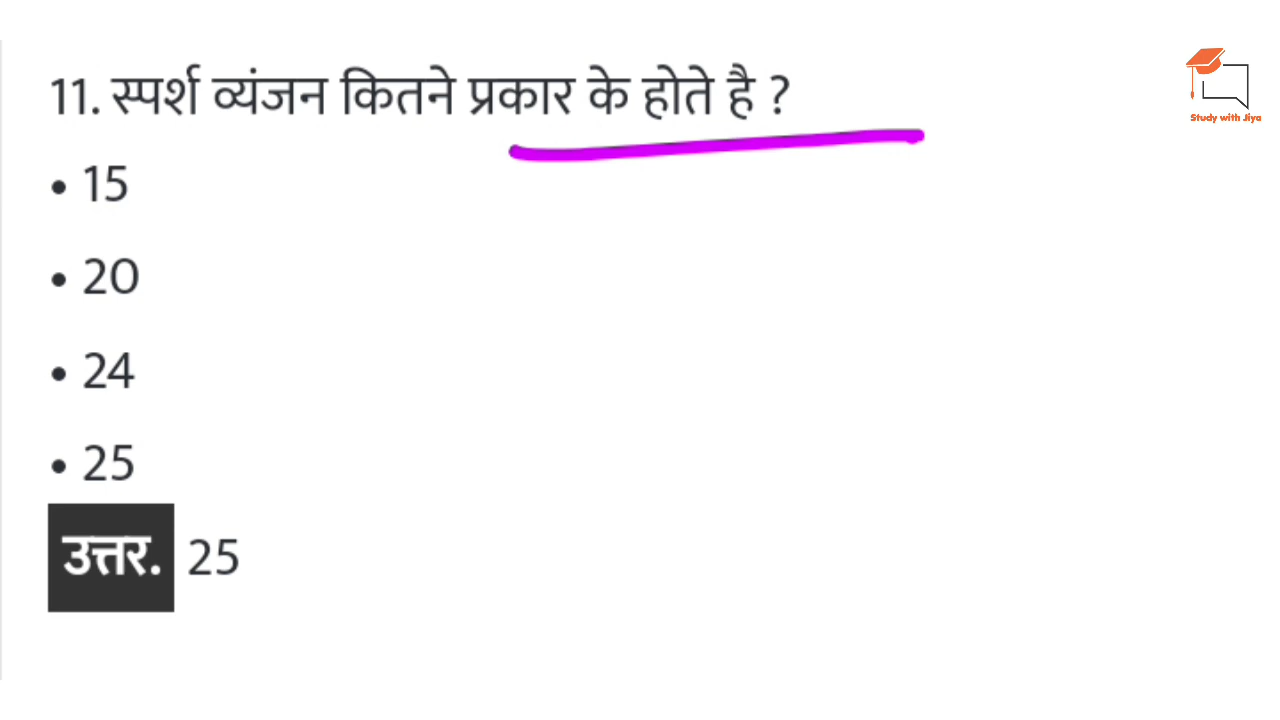 11. स्पर्श व्यंजन कितने प्रकार के होते है ?
Study with Jiya
• 15
• 20
• 24
• 25
उत्तर. 25